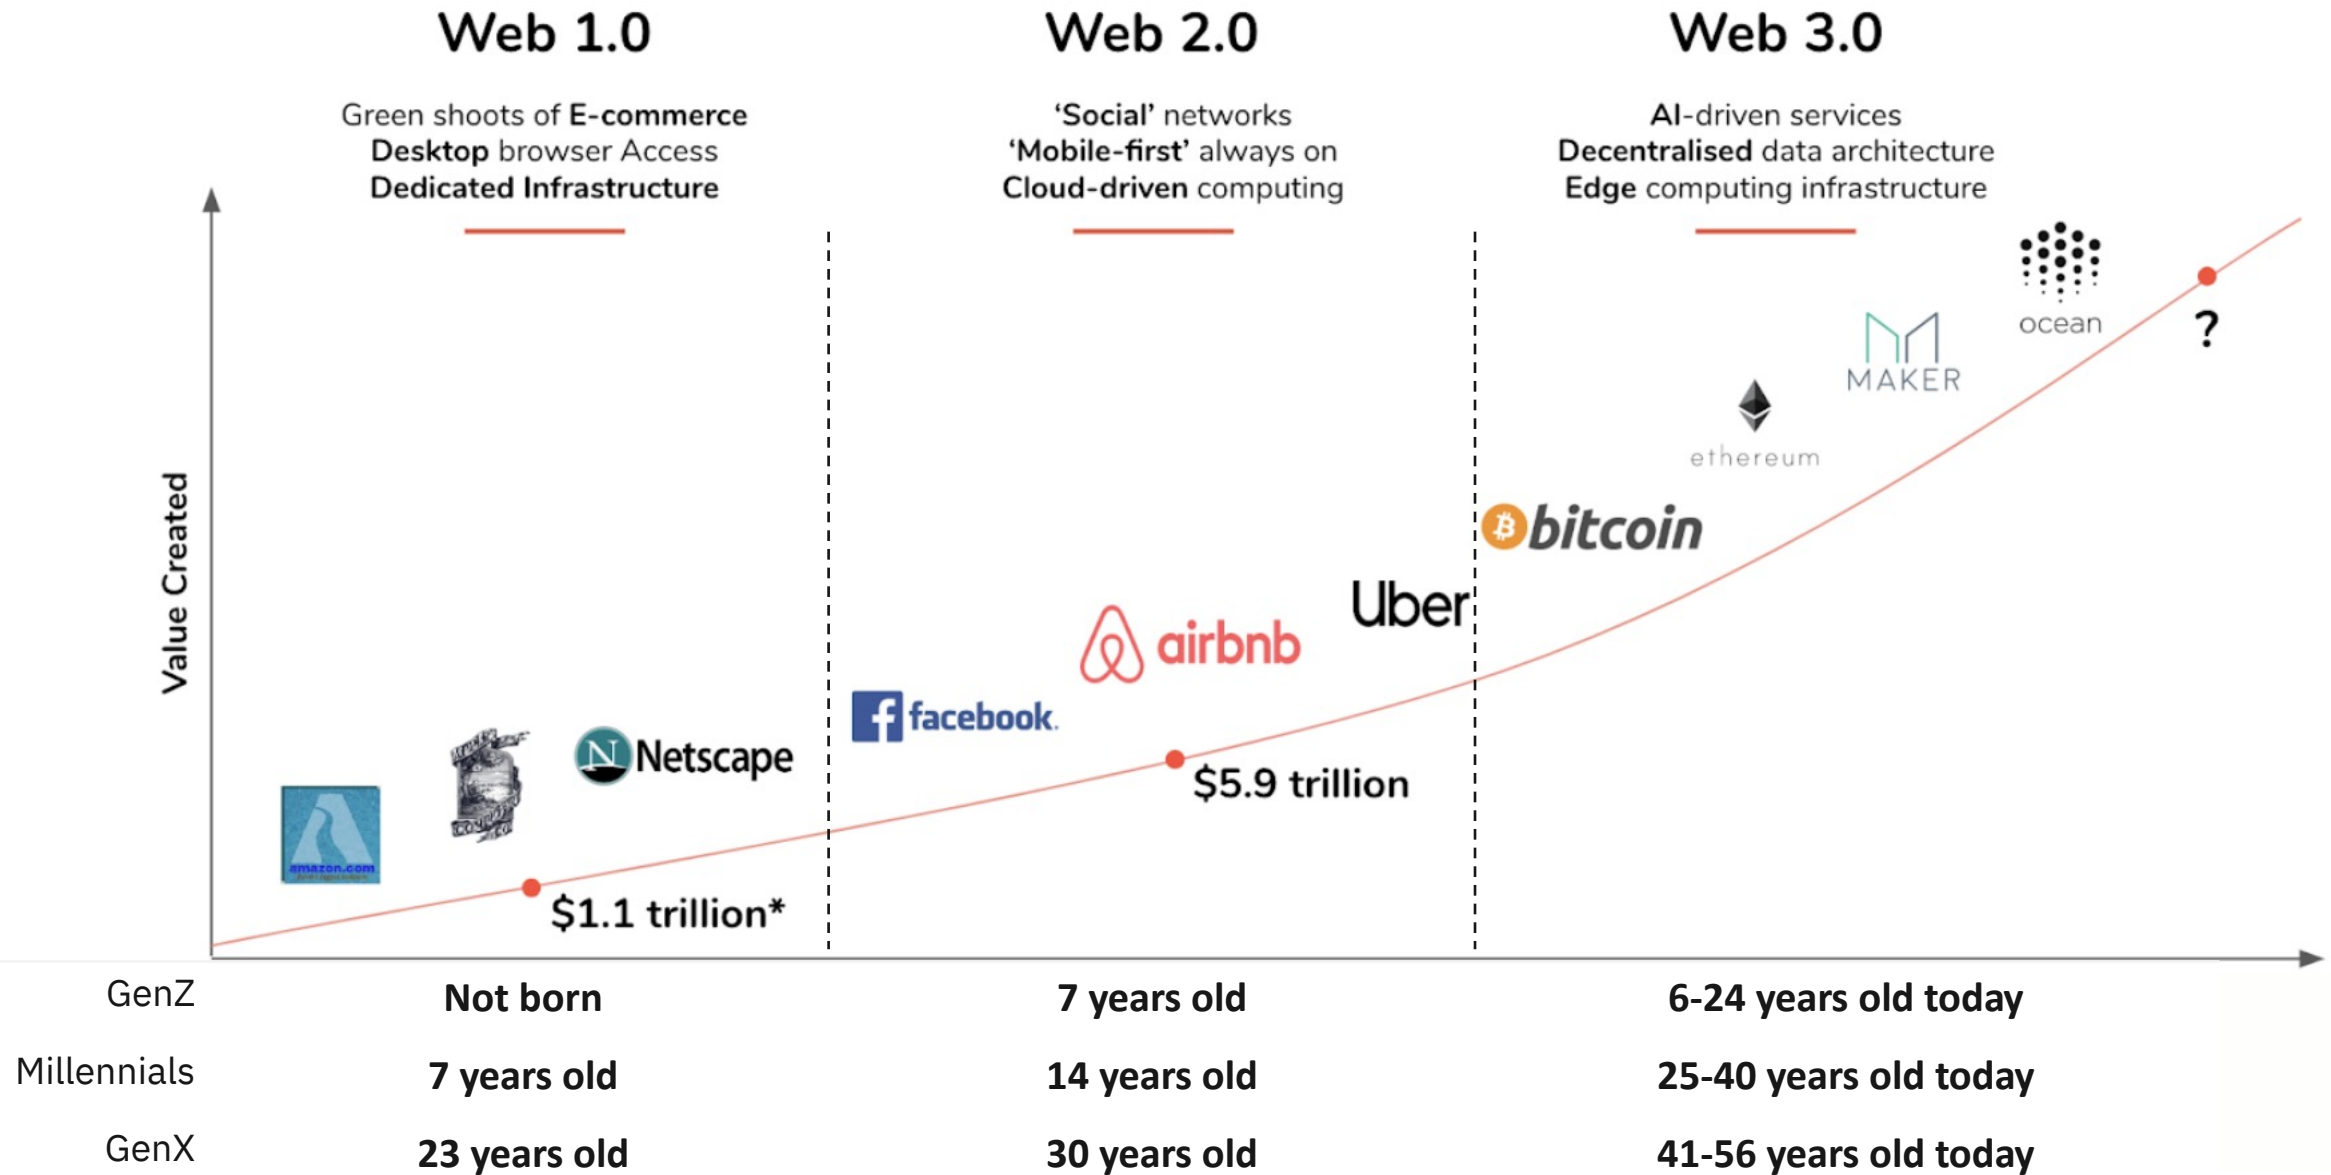 Web 1.0
Green shoots of E-commerce
Desktop browser Access
Dedicated Infrastructure
Web 2.0
‘Social’ networks
‘Mobile-first’ always on
Cloud-driven computing
Web 3.0
AI-driven services
Decentralised data architecture
Edge computing infrastructure
Value Created
amazon.com
Netscape
$1.1 trillion*
facebook.
airbnb
Uber
$5.9 trillion
bitcoin
ethereum
MAKER
ocean
?
GenZ Not born 7 years old 6-24 years old today
Millennials 7 years old 14 years old 25-40 years old today
GenX 23 years old 30 years old 41-56 years old today